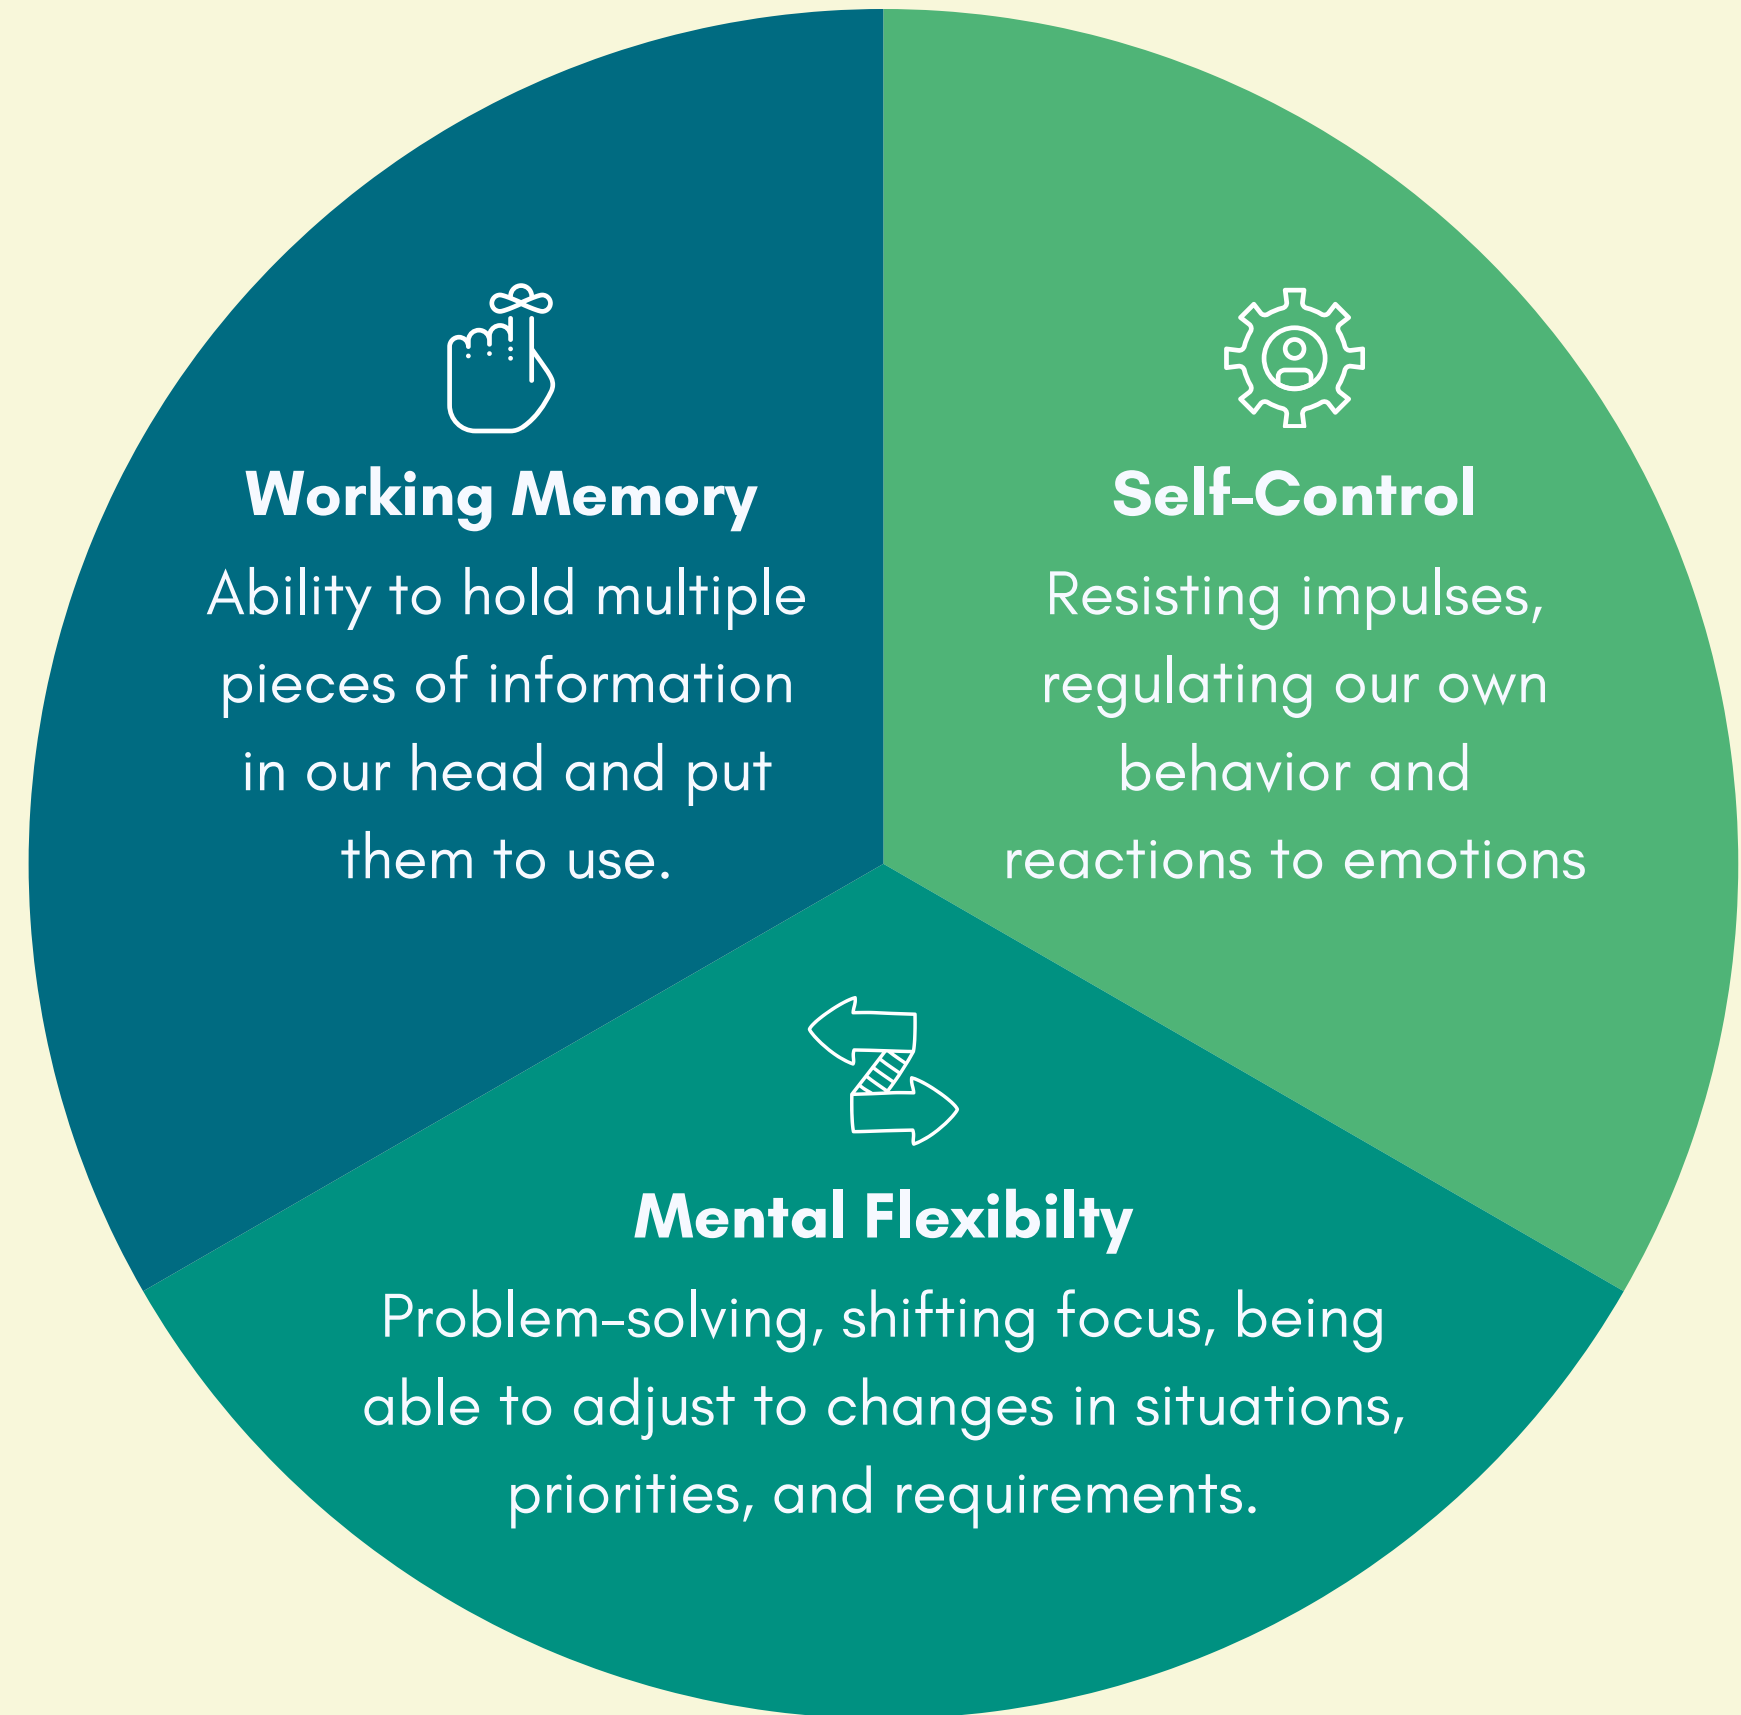 Working Memory
Ability to hold multiple
pieces of information
in our head and put
them to use.
Self-Control
Resisting impulses,
regulating our own
behavior and
reactions to emotions
Mental Flexibilty
Problem-solving, shifting focus, being
able to adjust to changes in situations,
priorities, and requirements.